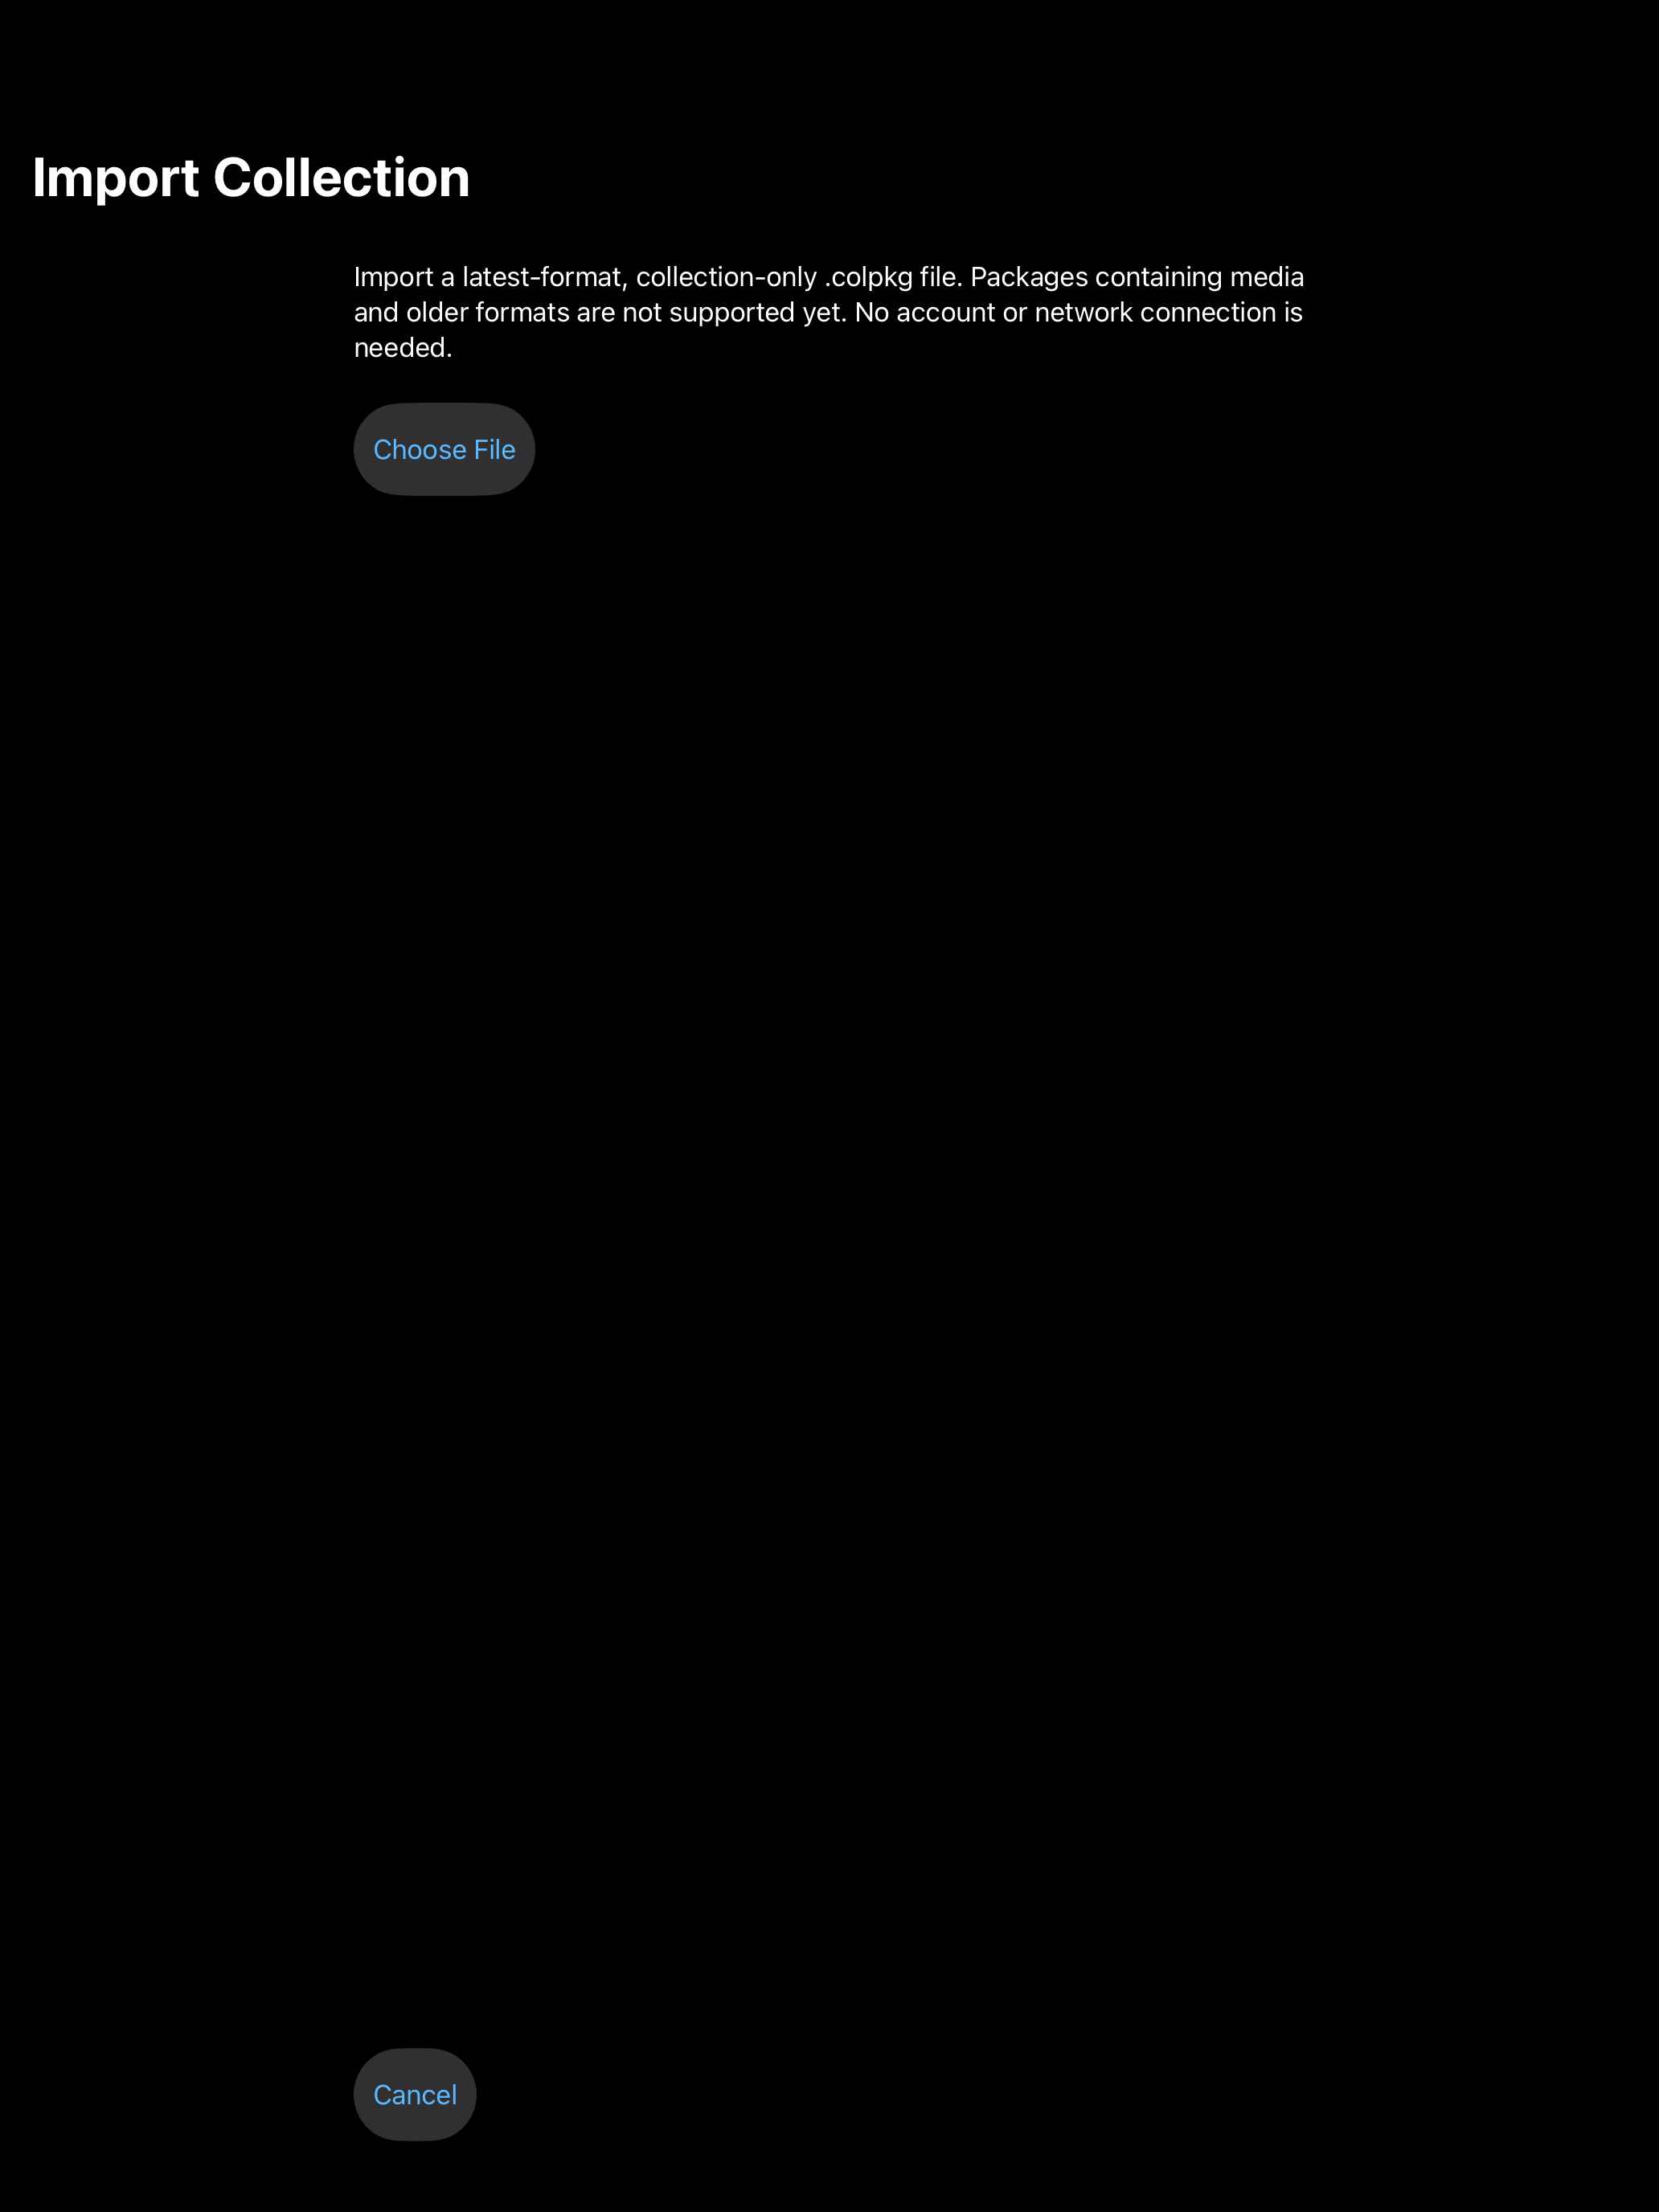 Import Collection
Import a latest-format, collection-only .colpkg file. Packages containing media
and older formats are not supported yet. No account or network connection is
needed.
Choose File
Cancel